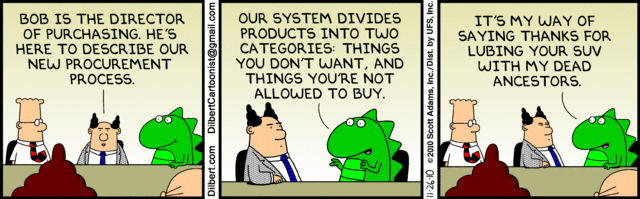 BOB IS THE DIRECTOR
OF PURCHASING. HE'S
HERE TO DESCRIBE OUR
NEW PROCUREMENT
PROCESS.
Dilbert.com DilbertCartoonist@gmail.com
OUR SYSTEM DIVIDES
PRODUCTS INTO TWO
CATEGORIES: THINGS
YOU DON'T WANT, AND
THINGS YOU'RE NOT
ALLOWED TO BUY.
11-26-10 ©2010 Scott Adams, Inc./Dist. by UFS, Inc.
IT'S MY WAY OF
SAYING THANKS FOR
LUBING YOUR SUV
WITH MY DEAD
ANCESTORS.